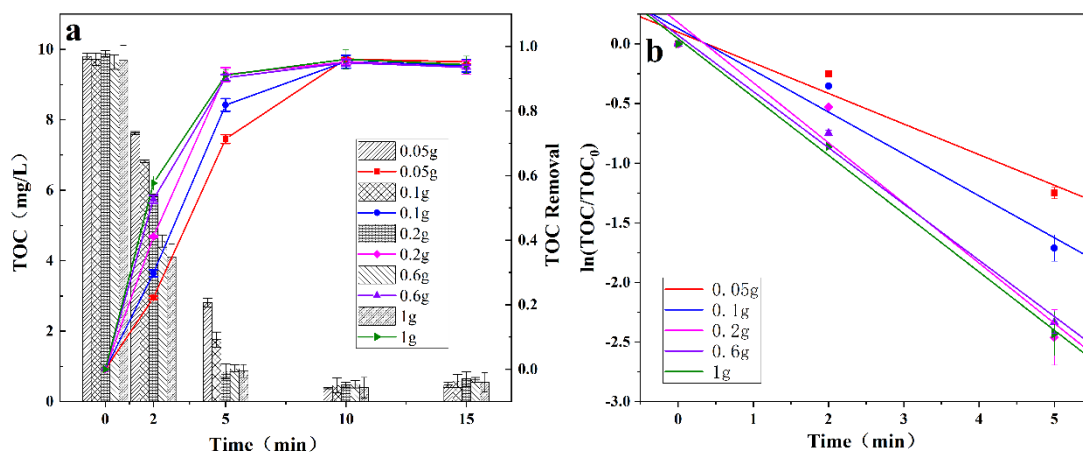 a
TOC（mg/L）
10
8
6
4
2
0
0.05g
0.05g
0.1g
0.1g
0.2g
0.2g
0.6g
0.6g
1g
1g
1.0
0.8
0.6
0.4
0.2
0.0
TOC Removal
0
2
5
10
15
Time（min）
b
ln(TOC/TOC₀)
0.0
-0.5
-1.0
-1.5
-2.0
-2.5
-3.0
0.05g
0.1g
0.2g
0.6g
1g
0
1
2
3
4
5
Time（min）